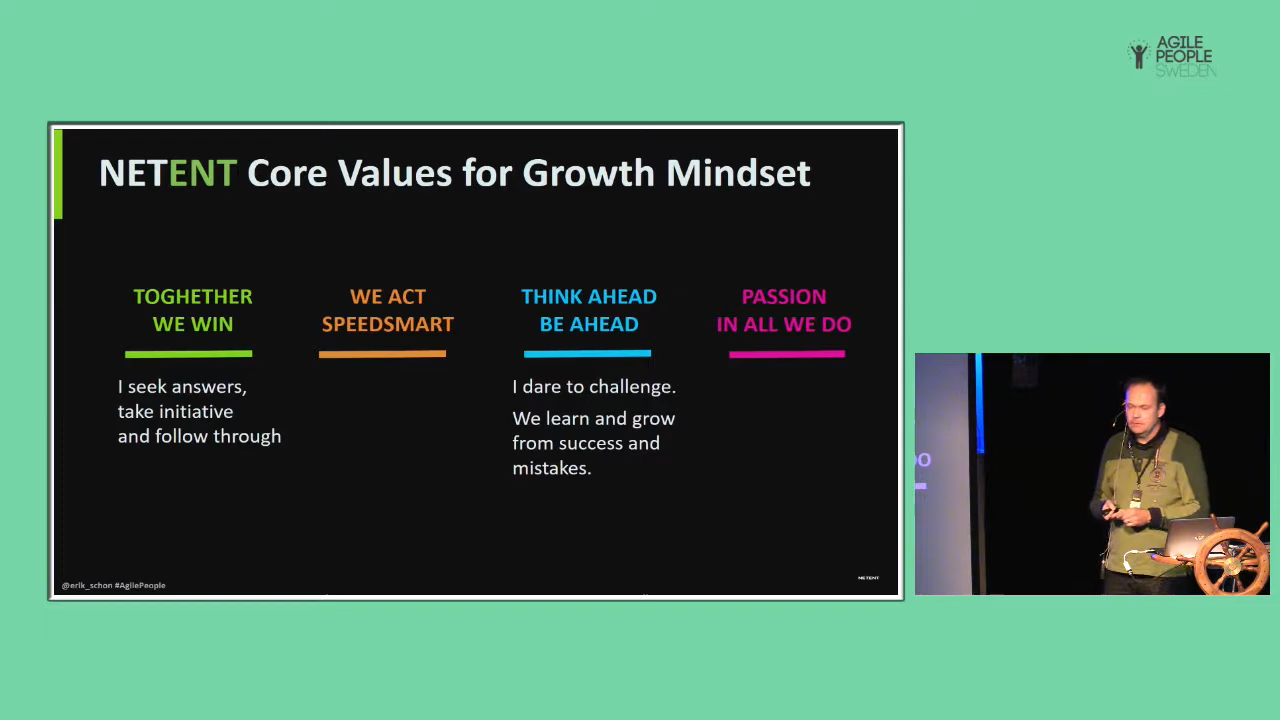 AGILE
PEOPLE
SWEDEN
NETENT Core Values for Growth Mindset
TOGHETHER
WE WIN
I seek answers,
take initiative
and follow through
WE ACT
SPEEDSMART
THINK AHEAD
BE AHEAD
I dare to challenge.
We learn and grow
from success and
mistakes.
PASSION
IN ALL WE DO
@erik_schon #AgilePeople
NETENT
DO